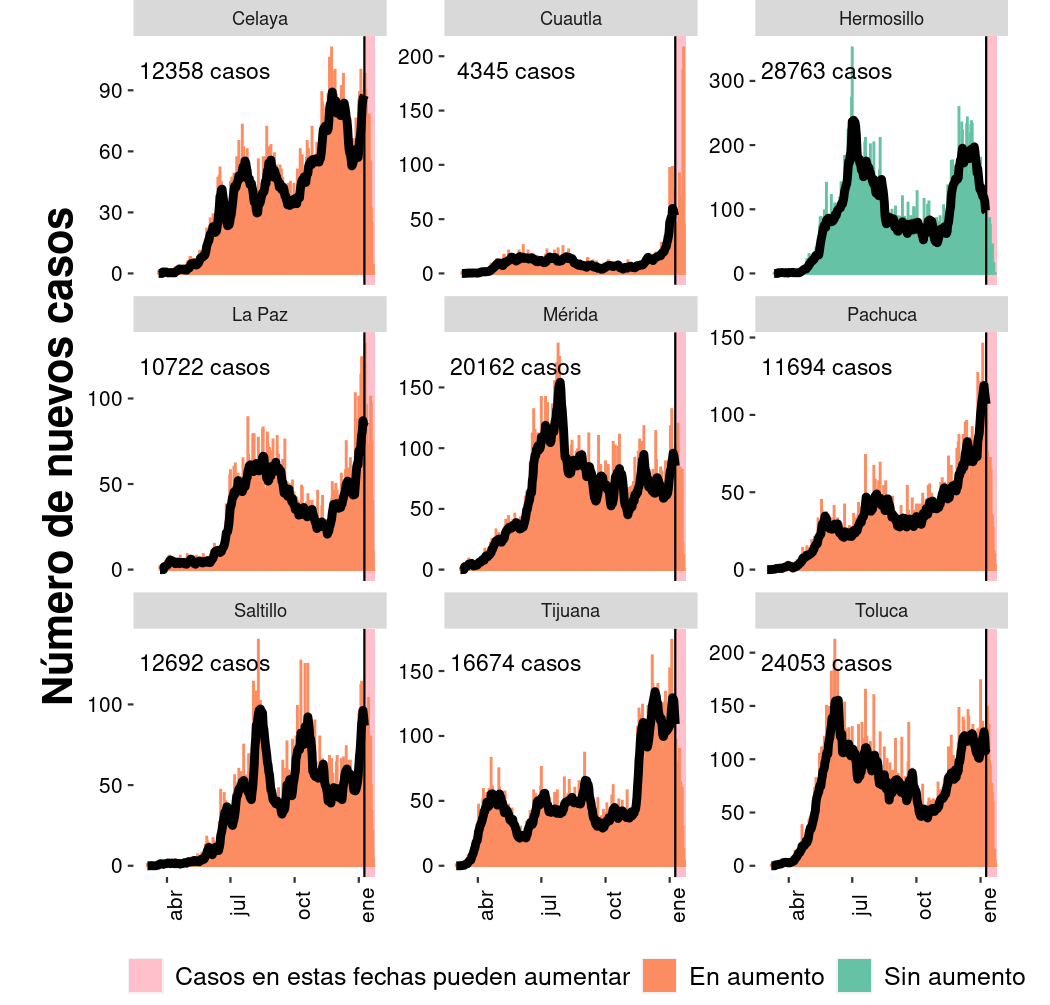 Número de nuevos casos
Celaya
12358 casos
90
60
30
0
Cuautla
4345 casos
200
150
100
50
0
Hermosillo
28763 casos
300
200
100
0
La Paz
10722 casos
100
50
0
Mérida
20162 casos
150
100
50
0
Pachuca
11694 casos
150
100
50
0
Saltillo
12692 casos
100
50
0
abr jul oct ene
Tijuana
16674 casos
150
100
50
0
abr jul oct ene
Toluca
24053 casos
200
150
100
50
0
abr jul oct ene
Casos en estas fechas pueden aumentar En aumento Sin aumento